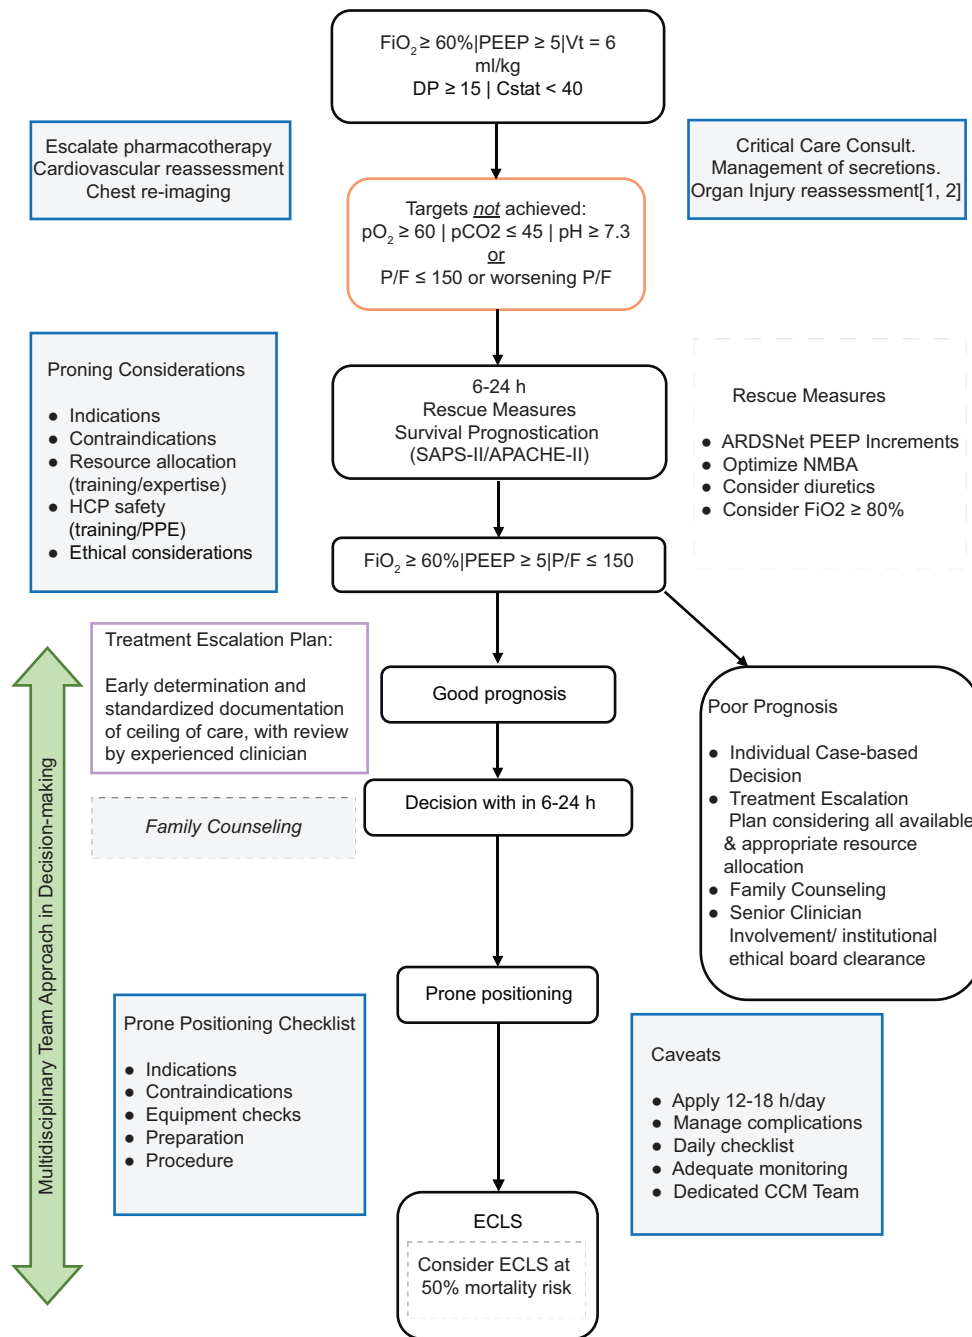 FiO2 ≥ 60%|PEEP ≥ 5|Vt = 6
ml/kg
DP ≥ 15 | Cstat < 40
Escalate pharmacotherapy
Cardiovascular reassessment
Chest re-imaging
Critical Care Consult.
Management of secretions.
Organ Injury reassessment[1, 2]
Targets not achieved:
pO2 ≥ 60 | pCO2 ≤ 45 | pH ≥ 7.3
or
P/F ≤ 150 or worsening P/F
Proning Considerations
● Indications
● Contraindications
● Resource allocation
(training/expertise)
● HCP safety
(training/PPE)
● Ethical considerations
6-24 h
Rescue Measures
Survival Prognostication
(SAPS-II/APACHE-II)
Rescue Measures
● ARDSNet PEEP Increments
● Optimize NMBA
● Consider diuretics
● Consider FiO2 ≥ 80%
FiO2 ≥ 60%|PEEP ≥ 5|P/F ≤ 150
Treatment Escalation Plan:
Early determination and
standardized documentation
of ceiling of care, with review
by experienced clinician
Good prognosis
Poor Prognosis
● Individual Case-based
Decision
● Treatment Escalation
Plan considering all available
& appropriate resource
allocation
● Family Counseling
● Senior Clinician
Involvement/ institutional
ethical board clearance
Decision with in 6-24 h
Family Counseling
Multidisciplinary Team Approach in Decision-making
Prone positioning
Prone Positioning Checklist
● Indications
● Contraindications
● Equipment checks
● Preparation
● Procedure
Caveats
● Apply 12-18 h/day
● Manage complications
● Daily checklist
● Adequate monitoring
● Dedicated CCM Team
ECLS
Consider ECLS at
50% mortality risk